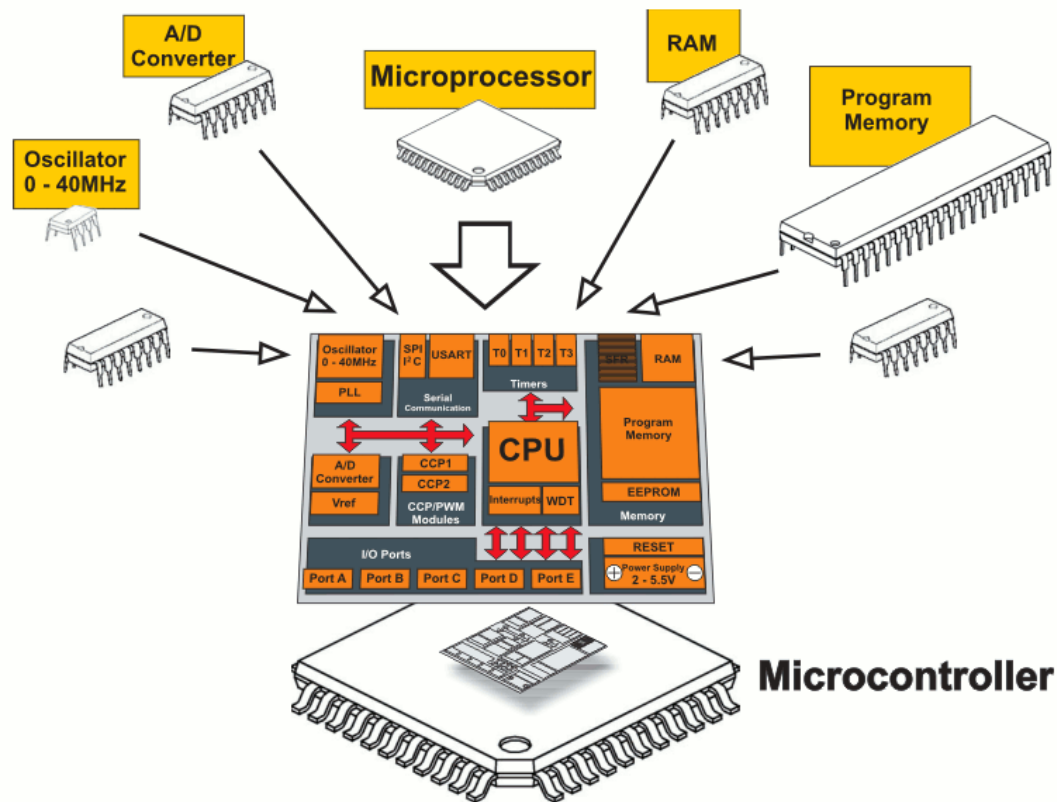 A/D
Converter
Microprocessor
RAM
Program
Memory
Oscillator
0 - 40MHz
Oscillator
0 - 40MHz
PLL
SPI
I²C
USART
Serial
Communication
T0 T1 T2 T3
Timers
SFR
RAM
Program
Memory
EEPROM
Memory
A/D
Converter
Vref
CCP1
CCP2
CCP/PWM
Modules
CPU
Interrupts
WDT
I/O Ports
Port A Port B Port C Port D Port E
RESET
Power Supply
2 - 5.5V
+ −
Microcontroller